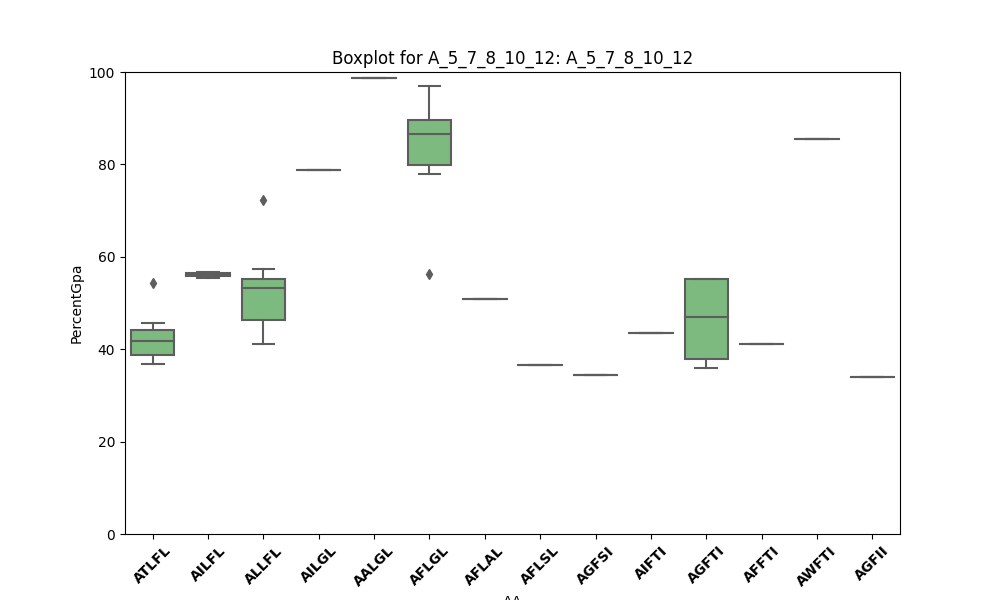 Boxplot for A_5_7_8_10_12: A_5_7_8_10_12
PercentGpa
100
80
60
40
20
0
ATLFL AILFL ALLFL AILGL AALGL AFLGL AFLAL AFLSL AGFSI AIFTI AGFTI AFFTI AWFTI AGFII
AA